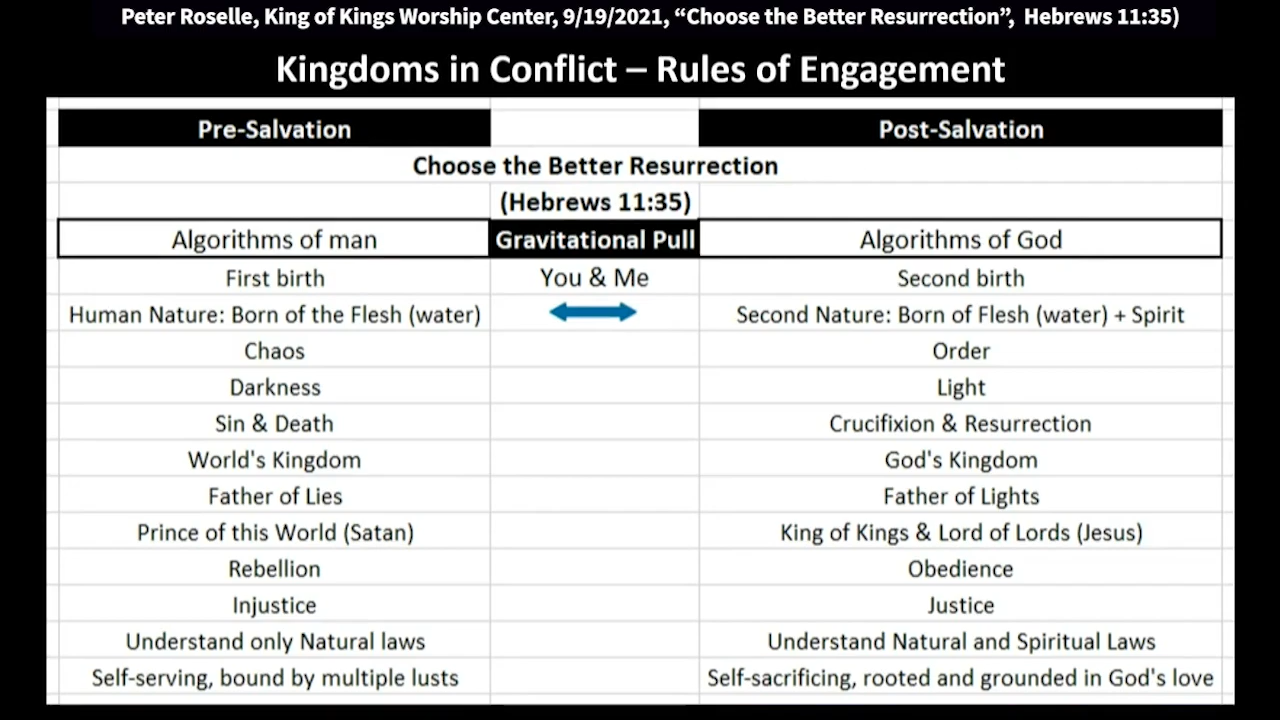 Peter Roselle, King of Kings Worship Center, 9/19/2021, “Choose the Better Resurrection”, Hebrews 11:35)
Kingdoms in Conflict – Rules of Engagement
Pre-Salvation Post-Salvation
Choose the Better Resurrection
(Hebrews 11:35)
Algorithms of man Gravitational Pull Algorithms of God
First birth You & Me Second birth
Human Nature: Born of the Flesh (water) Second Nature: Born of Flesh (water) + Spirit
Chaos Order
Darkness Light
Sin & Death Crucifixion & Resurrection
World's Kingdom God's Kingdom
Father of Lies Father of Lights
Prince of this World (Satan) King of Kings & Lord of Lords (Jesus)
Rebellion Obedience
Injustice Justice
Understand only Natural laws Understand Natural and Spiritual Laws
Self-serving, bound by multiple lusts Self-sacrificing, rooted and grounded in God's love